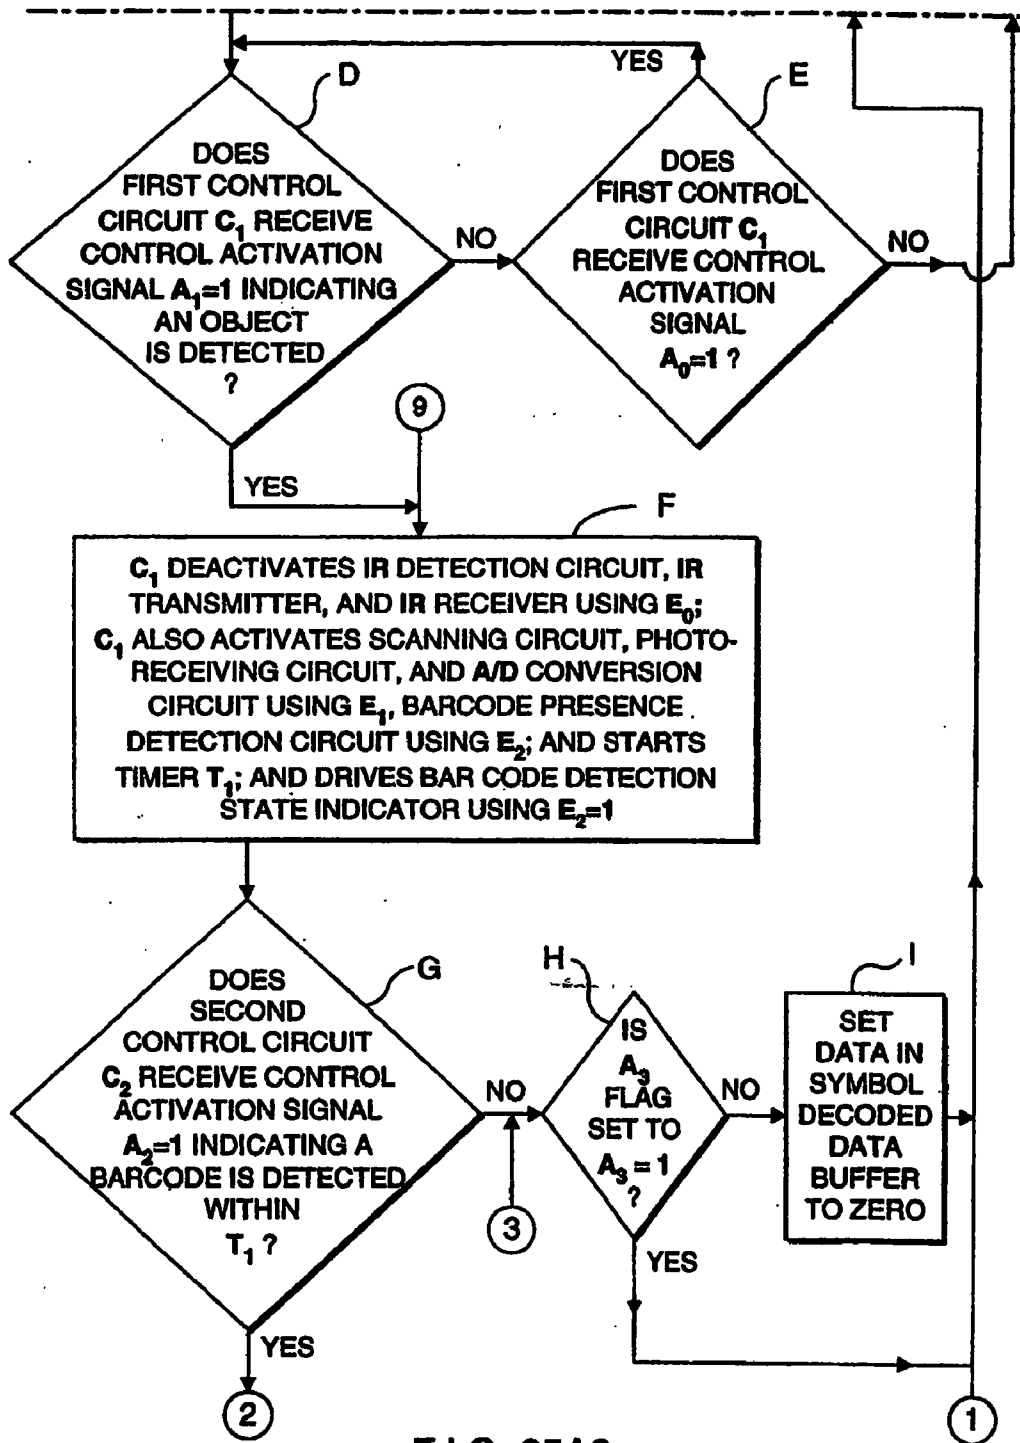 YES
D
E
DOES
FIRST CONTROL
CIRCUIT C₁ RECEIVE
CONTROL ACTIVATION
SIGNAL A₁=1 INDICATING
AN OBJECT
IS DETECTED
?
NO
DOES
FIRST CONTROL
CIRCUIT C₁
RECEIVE CONTROL
ACTIVATION
SIGNAL
A₀=1 ?
NO
9
YES
F
C₁ DEACTIVATES IR DETECTION CIRCUIT, IR
TRANSMITTER, AND IR RECEIVER USING E₀;
C₁ ALSO ACTIVATES SCANNING CIRCUIT, PHOTO-
RECEIVING CIRCUIT, AND A/D CONVERSION
CIRCUIT USING E₁, BARCODE PRESENCE
DETECTION CIRCUIT USING E₂; AND STARTS
TIMER T₁; AND DRIVES BAR CODE DETECTION
STATE INDICATOR USING E₂=1
G
DOES
SECOND
CONTROL CIRCUIT
C₂ RECEIVE CONTROL
ACTIVATION SIGNAL
A₂=1 INDICATING A
BARCODE IS DETECTED
WITHIN
T₁ ?
NO
3
H
IS
A₃
FLAG
SET TO
A₃ = 1
?
NO
I
SET
DATA IN
SYMBOL
DECODED
DATA
BUFFER
TO ZERO
YES
YES
2
1